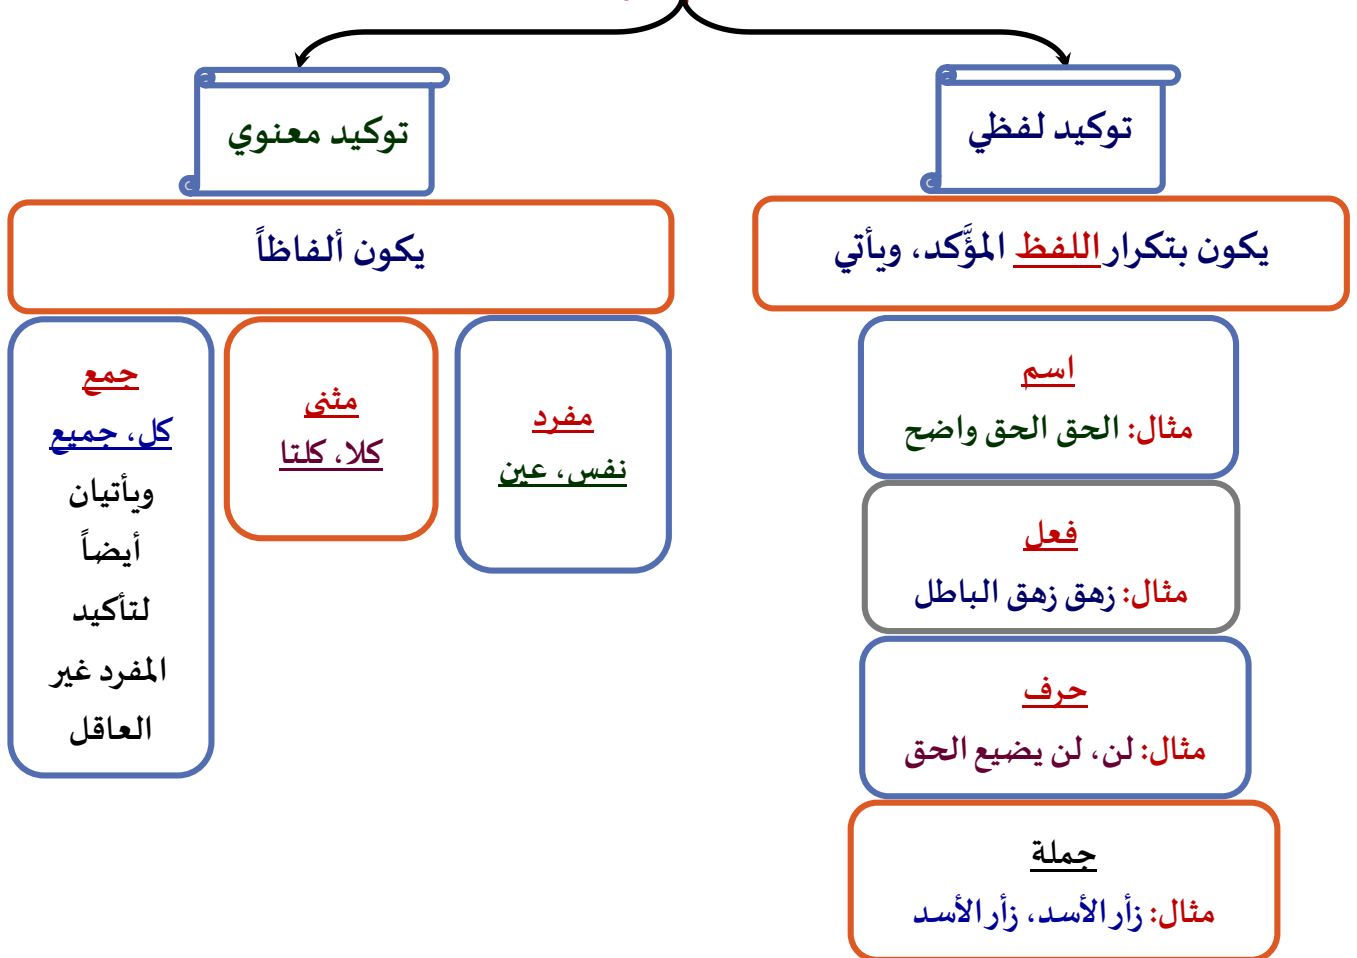 توكيد لفظي
يكون بتكرار اللفظ المؤَّكد، ويأتي
اسم
مثال: الحق الحق واضح
فعل
مثال: زهق زهق الباطل
حرف
مثال: لن، لن يضيع الحق
جملة
مثال: زأر الأسد، زأر الأسد
توكيد معنوي
يكون ألفاظاً
مفرد
نفس، عين
مثنى
كلا، كلتا
جمع
كل، جميع
ويأتيان
أيضاً
لتأكيد
المفرد غير
العاقل